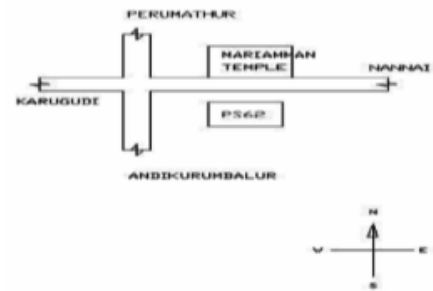 PERUMATHUR
MARIAMMAN
TEMPLE
NANNAI
KARUGUDI
PS62
ANDIKURUMBALUR
N
W E
S